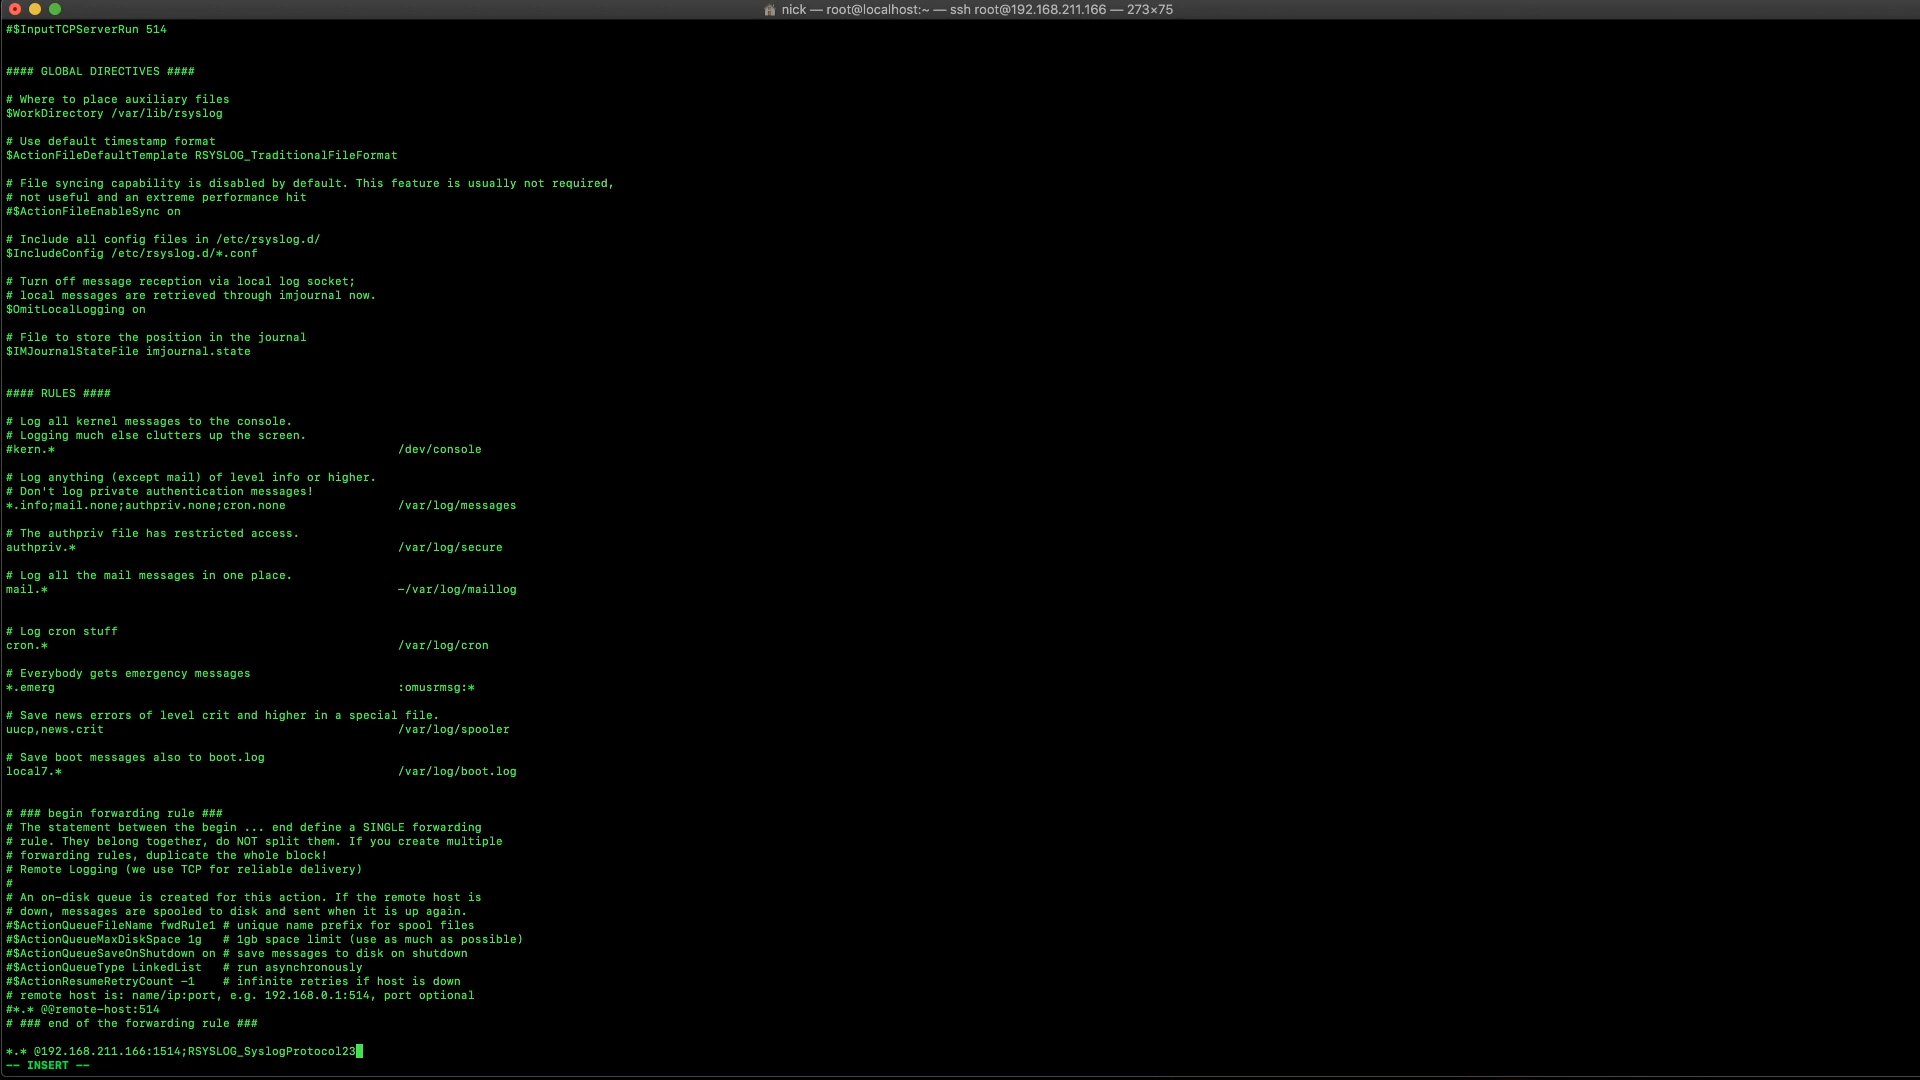 nick — root@localhost:~ — ssh root@192.168.211.166 — 273×75
#$InputTCPServerRun 514
#### GLOBAL DIRECTIVES ####
# Where to place auxiliary files
$WorkDirectory /var/lib/rsyslog
# Use default timestamp format
$ActionFileDefaultTemplate RSYSLOG_TraditionalFileFormat
# File syncing capability is disabled by default. This feature is usually not required,
# not useful and an extreme performance hit
#$ActionFileEnableSync on
# Include all config files in /etc/rsyslog.d/
$IncludeConfig /etc/rsyslog.d/*.conf
# Turn off message reception via local log socket;
# local messages are retrieved through imjournal now.
$OmitLocalLogging on
# File to store the position in the journal
$IMJournalStateFile imjournal.state
#### RULES ####
# Log all kernel messages to the console.
# Logging much else clutters up the screen.
#kern.* /dev/console
# Log anything (except mail) of level info or higher.
# Don't log private authentication messages!
*.info;mail.none;authpriv.none;cron.none /var/log/messages
# The authpriv file has restricted access.
authpriv.* /var/log/secure
# Log all the mail messages in one place.
mail.* -/var/log/maillog
# Log cron stuff
cron.* /var/log/cron
# Everybody gets emergency messages
*.emerg :omusrmsg:*
# Save news errors of level crit and higher in a special file.
uucp,news.crit /var/log/spooler
# Save boot messages also to boot.log
local7.* /var/log/boot.log
# ### begin forwarding rule ###
# The statement between the begin ... end define a SINGLE forwarding
# rule. They belong together, do NOT split them. If you create multiple
# forwarding rules, duplicate the whole block!
# Remote Logging (we use TCP for reliable delivery)
#
# An on-disk queue is created for this action. If the remote host is
# down, messages are spooled to disk and sent when it is up again.
#$ActionQueueFileName fwdRule1 # unique name prefix for spool files
#$ActionQueueMaxDiskSpace 1g # 1gb space limit (use as much as possible)
#$ActionQueueSaveOnShutdown on # save messages to disk on shutdown
#$ActionQueueType LinkedList # run asynchronously
#$ActionResumeRetryCount -1 # infinite retries if host is down
# remote host is: name/ip:port, e.g. 192.168.0.1:514, port optional
#*.* @@remote-host:514
# ### end of the forwarding rule ###
*.* @192.168.211.166:1514;RSYSLOG_SyslogProtocol23
-- INSERT --